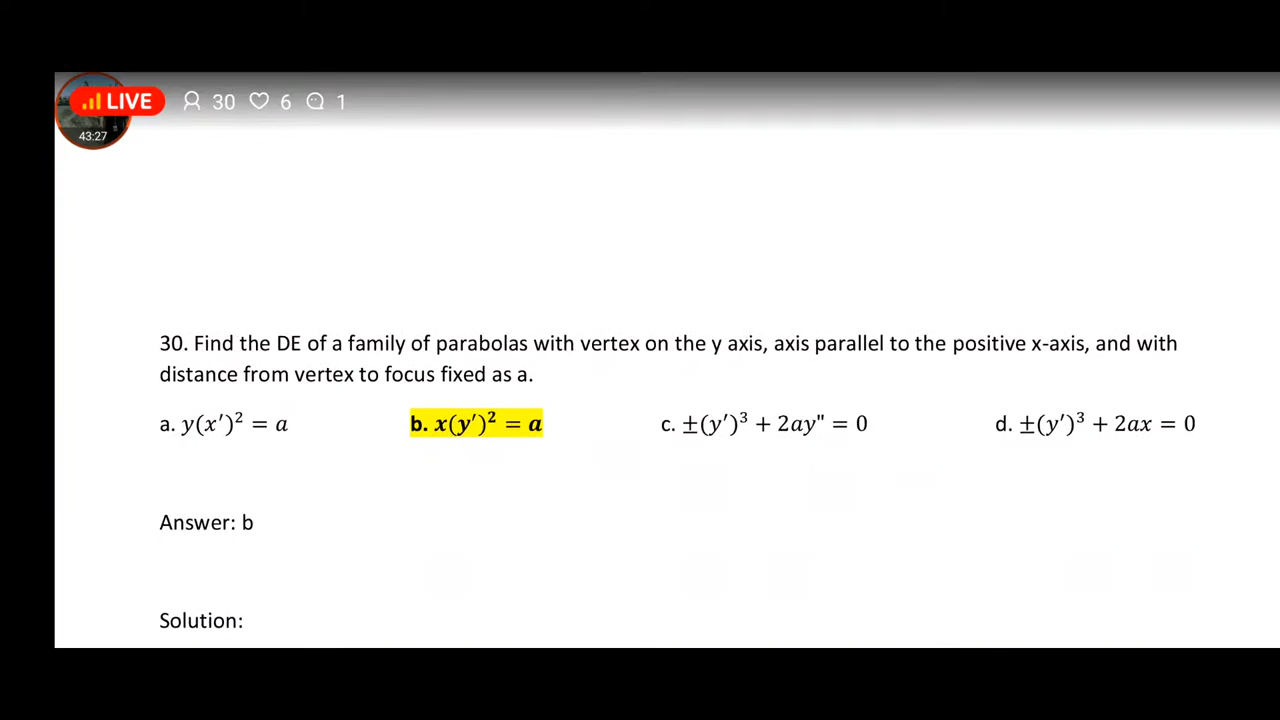 LIVE 30 6 1
43:27
30. Find the DE of a family of parabolas with vertex on the y axis, axis parallel to the positive x-axis, and with
distance from vertex to focus fixed as a.
a. y(x′)² = a b. x(y′)² = a c. ±(y′)³ + 2ay" = 0 d. ±(y′)³ + 2ax = 0
Answer: b
Solution: